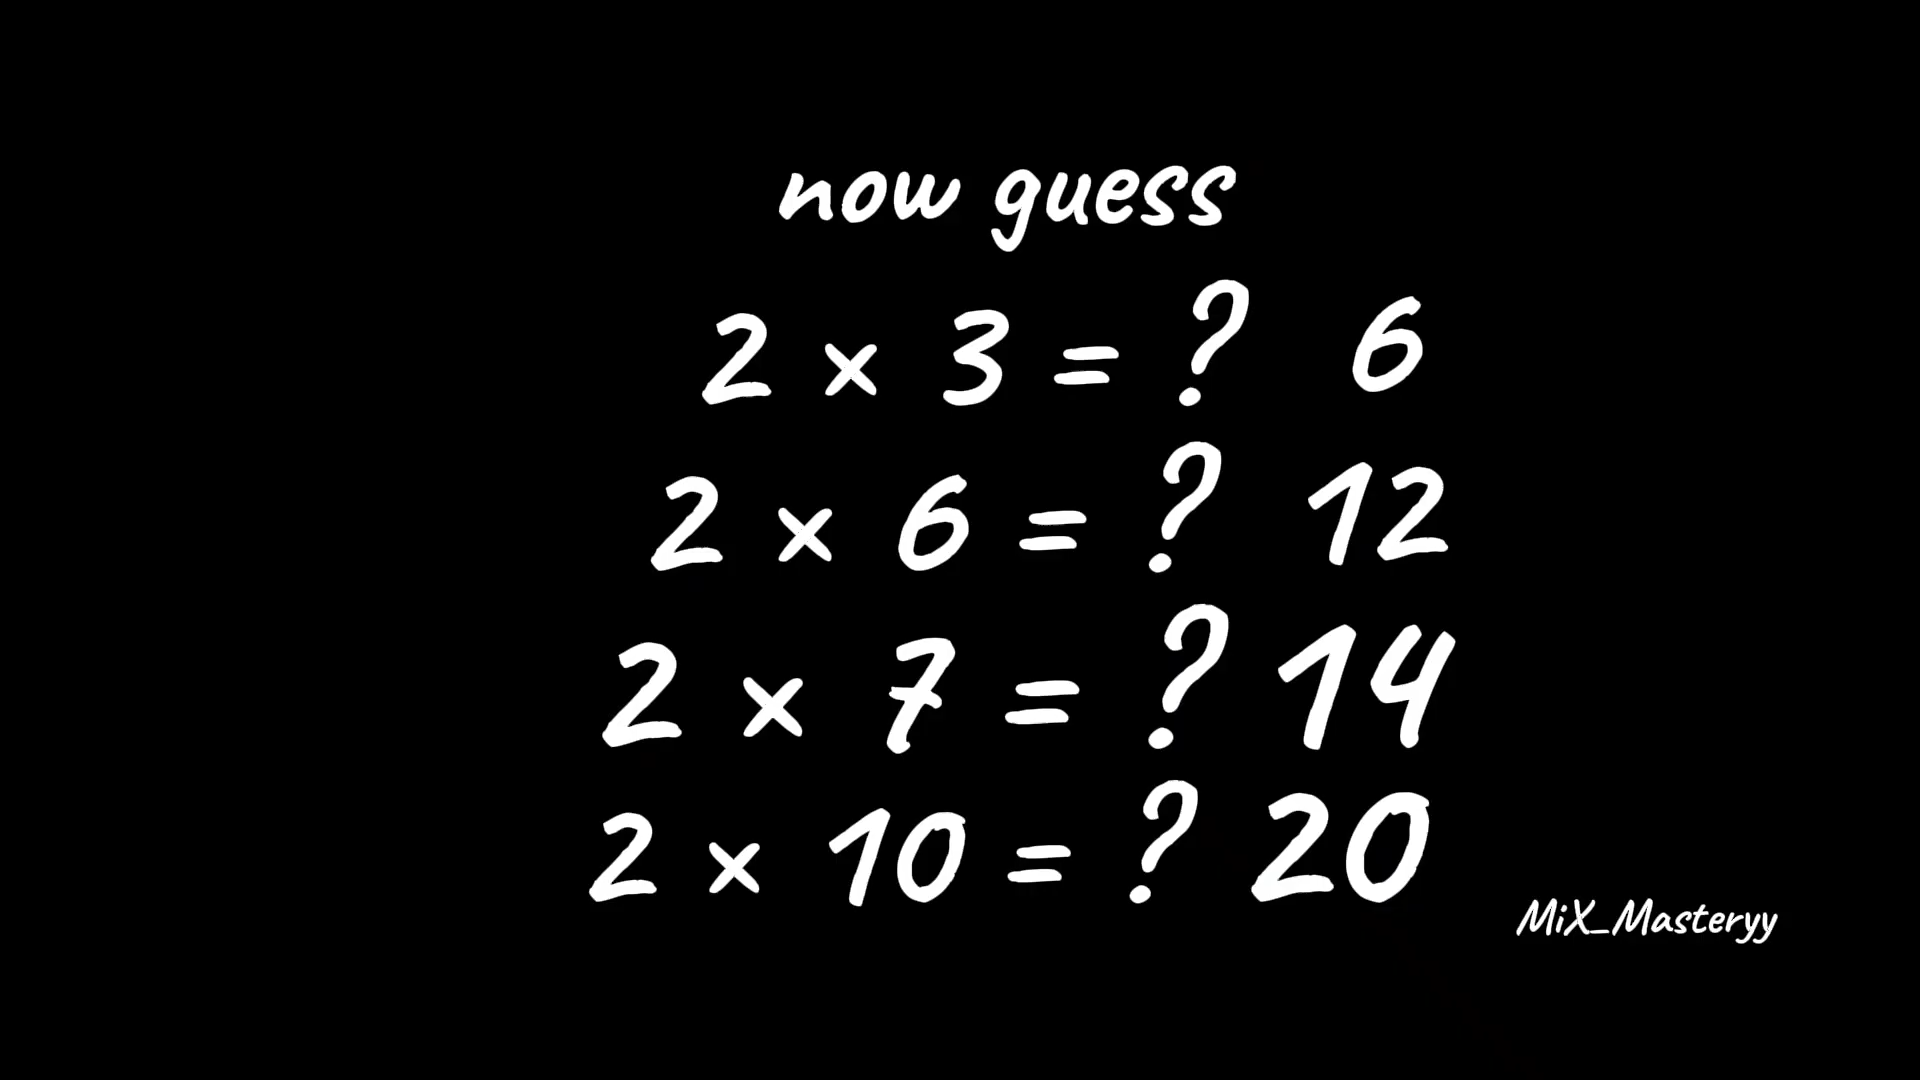 now guess
2 × 3 = ? 6
2 × 6 = ? 12
2 × 7 = ? 14
2 × 10 = ? 20
MiX_Masteryy